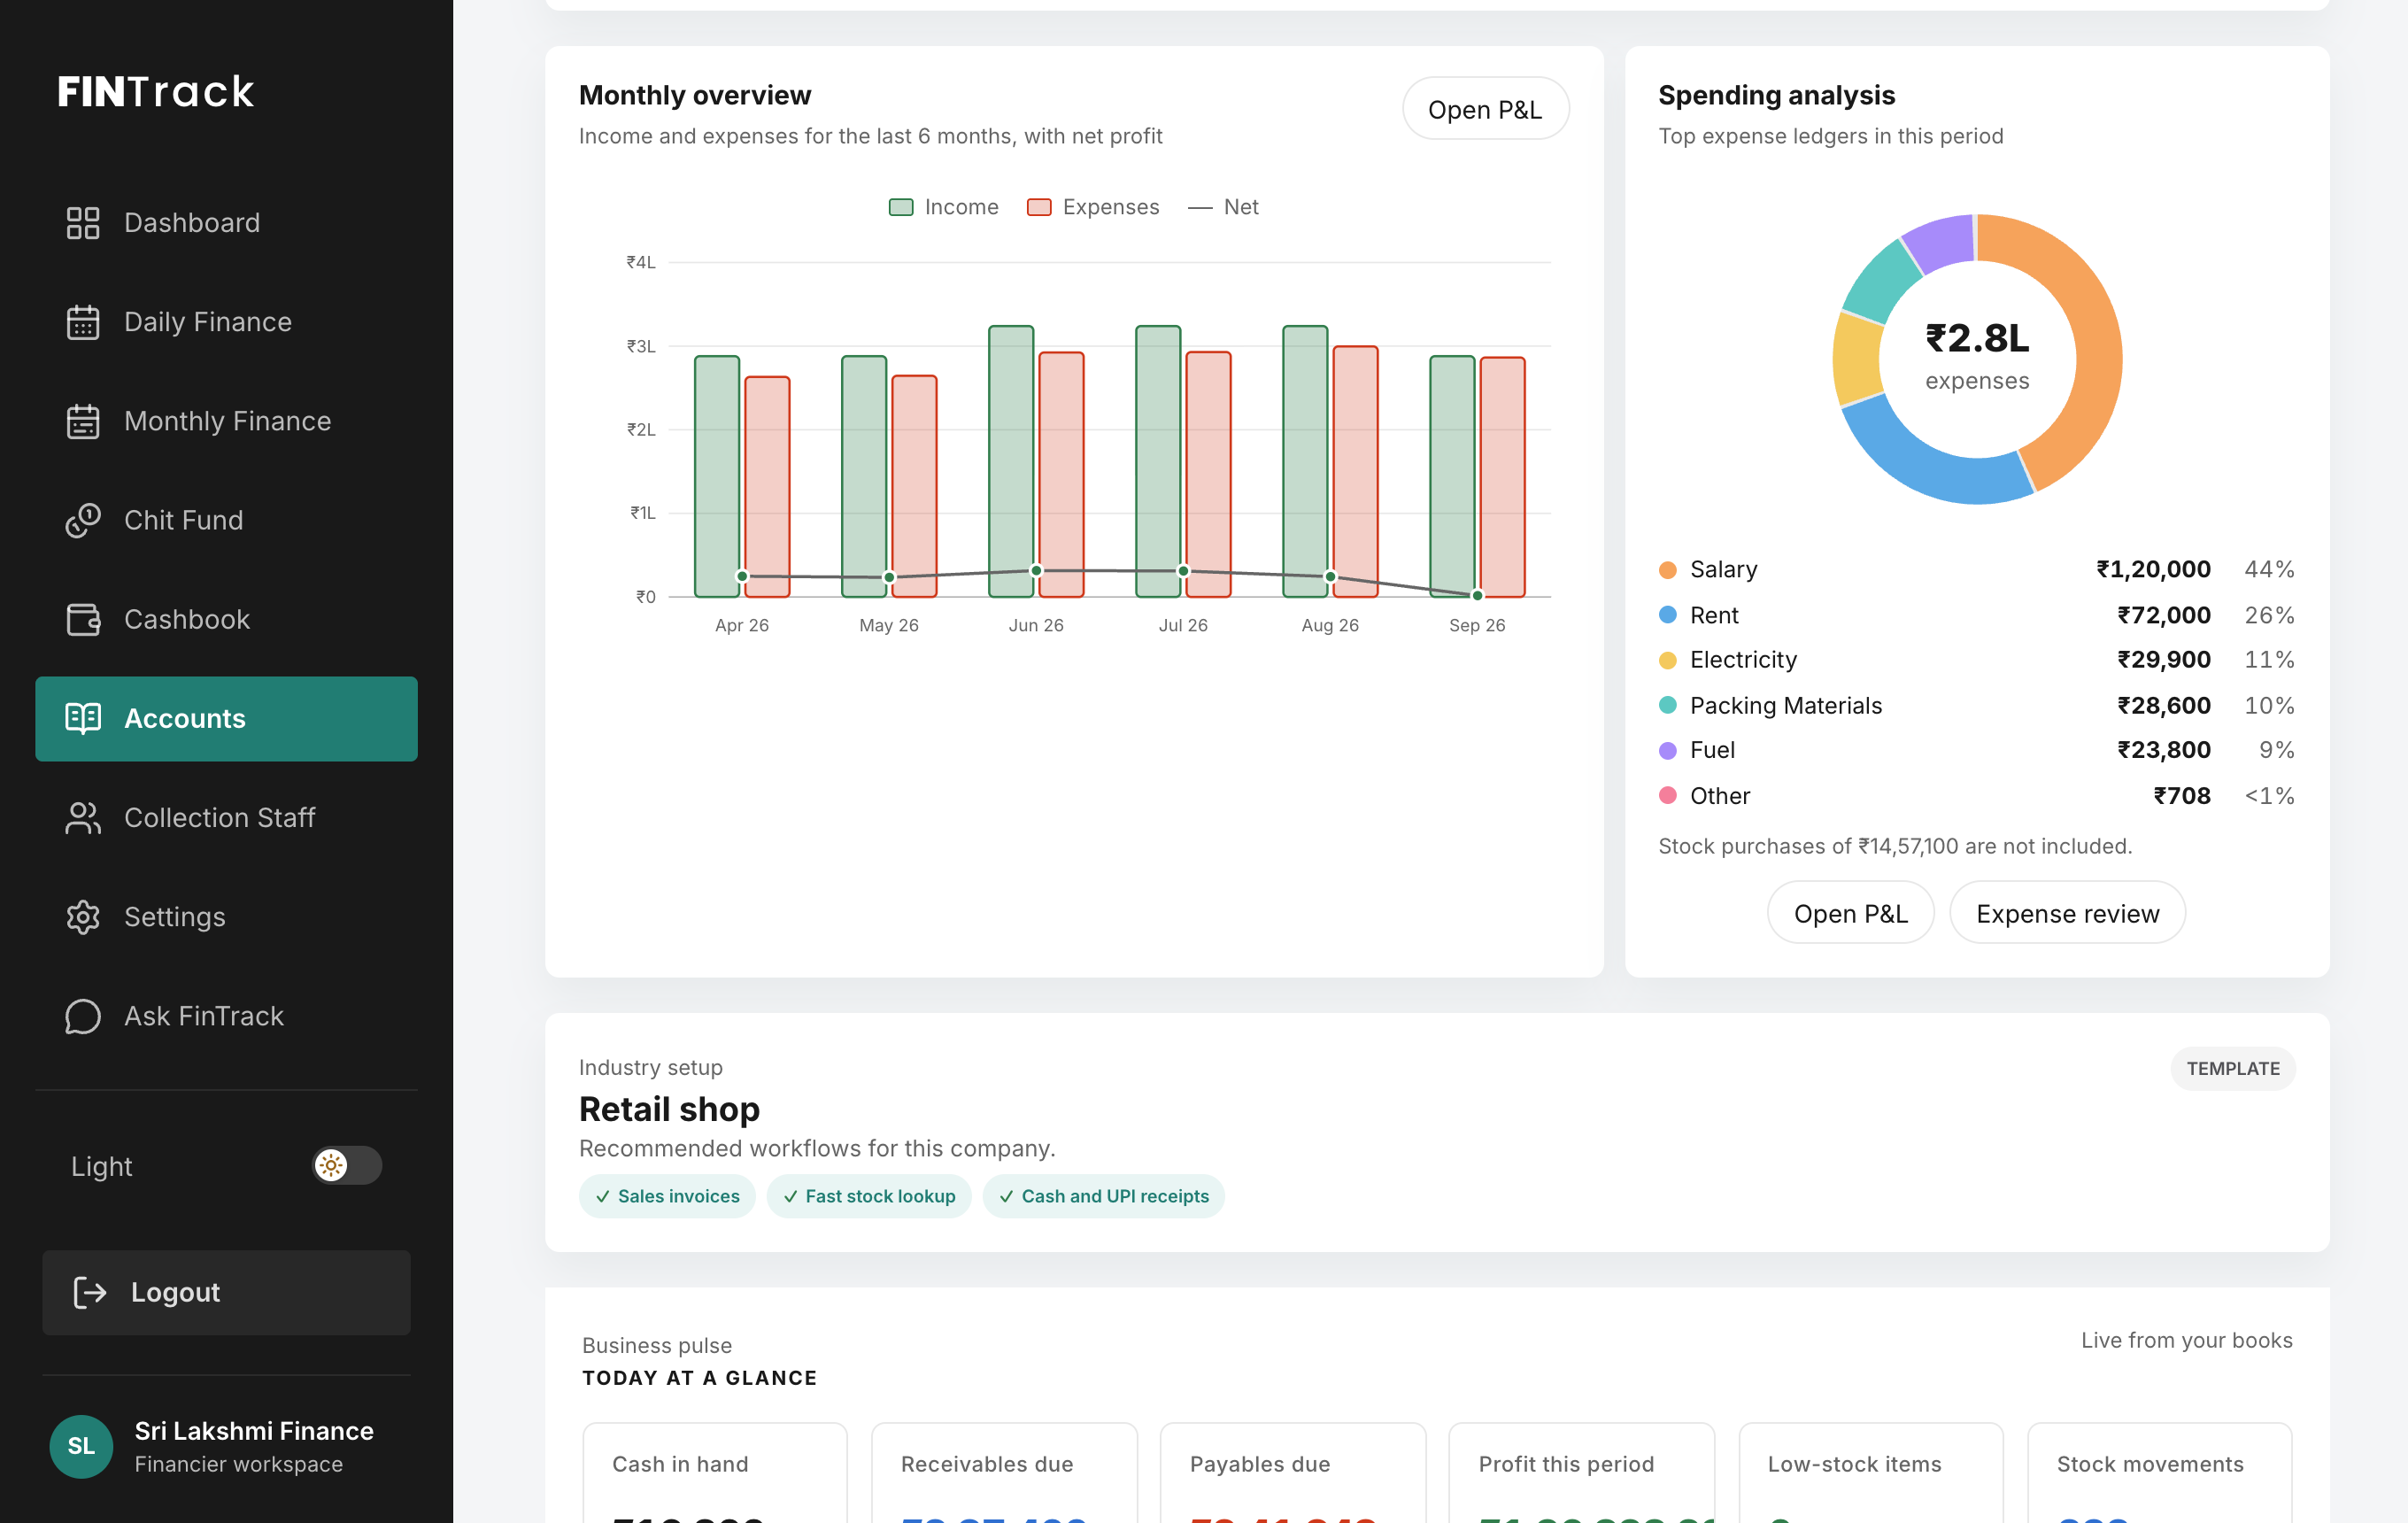 FINTrack
Dashboard
Daily Finance
Monthly Finance
Chit Fund
Cashbook
Accounts
Collection Staff
Settings
Ask FinTrack
Light
Logout
SL
Sri Lakshmi Finance
Financier workspace
Monthly overview
Income and expenses for the last 6 months, with net profit
Open P&L
Income Expenses Net
₹4L
₹3L
₹2L
₹1L
₹0
Apr 26 May 26 Jun 26 Jul 26 Aug 26 Sep 26
Spending analysis
Top expense ledgers in this period
₹2.8L
expenses
Salary ₹1,20,000 44%
Rent ₹72,000 26%
Electricity ₹29,900 11%
Packing Materials ₹28,600 10%
Fuel ₹23,800 9%
Other ₹708 <1%
Stock purchases of ₹14,57,100 are not included.
Open P&L Expense review
Industry setup
TEMPLATE
Retail shop
Recommended workflows for this company.
Sales invoices Fast stock lookup Cash and UPI receipts
Business pulse
Live from your books
TODAY AT A GLANCE
Cash in hand Receivables due Payables due Profit this period Low-stock items Stock movements